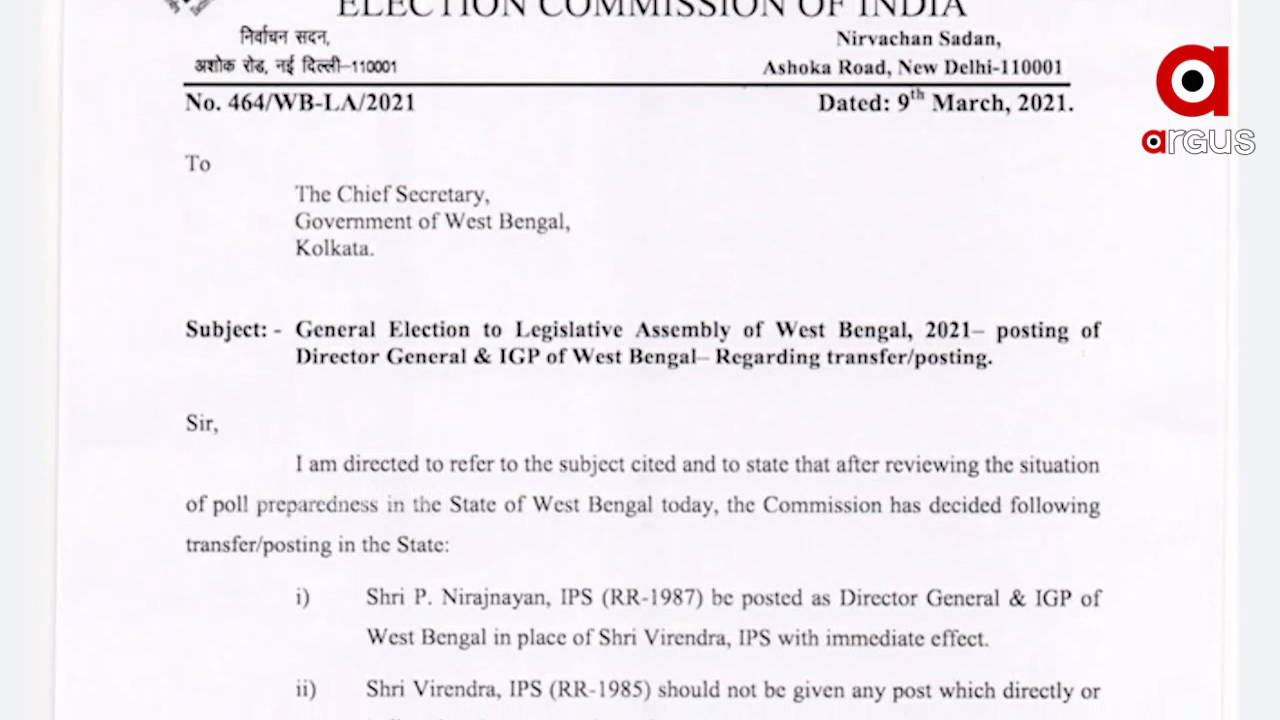 ELECTION COMMISSION OF INDIA
निर्वाचन सदन,
अशोक रोड, नई दिल्ली–110001
Nirvachan Sadan,
Ashoka Road, New Delhi-110001
No. 464/WB-LA/2021
Dated: 9th March, 2021.
argus
To
The Chief Secretary,
Government of West Bengal,
Kolkata.
Subject: - General Election to Legislative Assembly of West Bengal, 2021– posting of
Director General & IGP of West Bengal– Regarding transfer/posting.
Sir,
I am directed to refer to the subject cited and to state that after reviewing the situation
of poll preparedness in the State of West Bengal today, the Commission has decided following
transfer/posting in the State:
i) Shri P. Nirajnayan, IPS (RR-1987) be posted as Director General & IGP of
West Bengal in place of Shri Virendra, IPS with immediate effect.
ii) Shri Virendra, IPS (RR-1985) should not be given any post which directly or